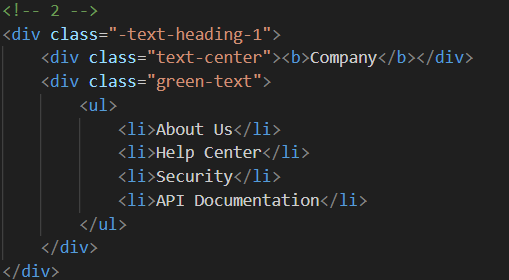 <!-- 2 -->
<div class="-text-heading-1">
    <div class="text-center"><b>Company</b></div>
    <div class="green-text">
        <ul>
            <li>About Us</li>
            <li>Help Center</li>
            <li>Security</li>
            <li>API Documentation</li>
        </ul>
    </div>
</div>